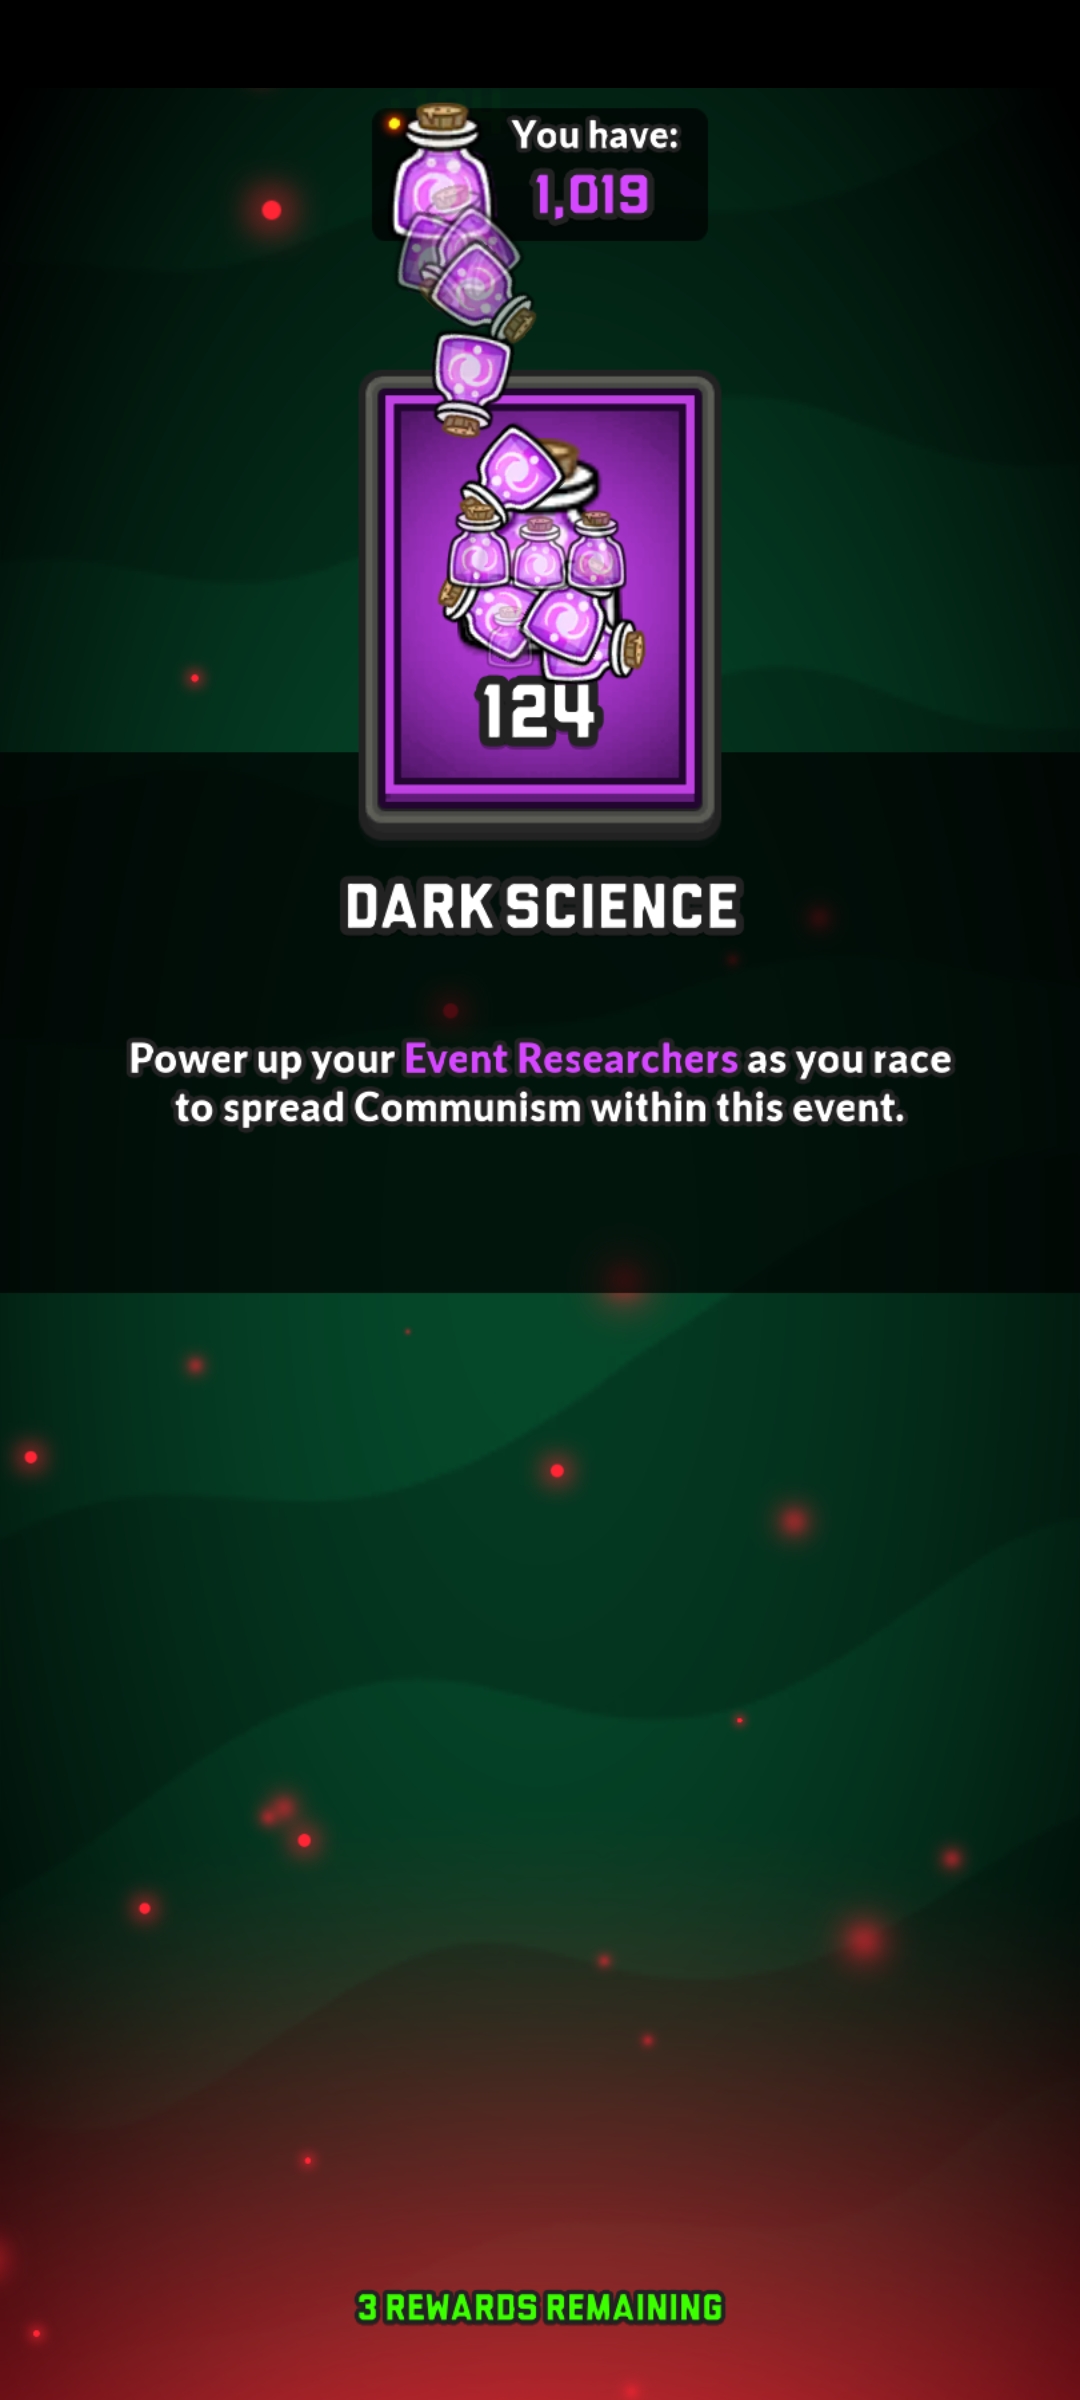 You have:
1,019
124
DARK SCIENCE
Power up your Event Researchers as you race
to spread Communism within this event.
3 REWARDS REMAINING